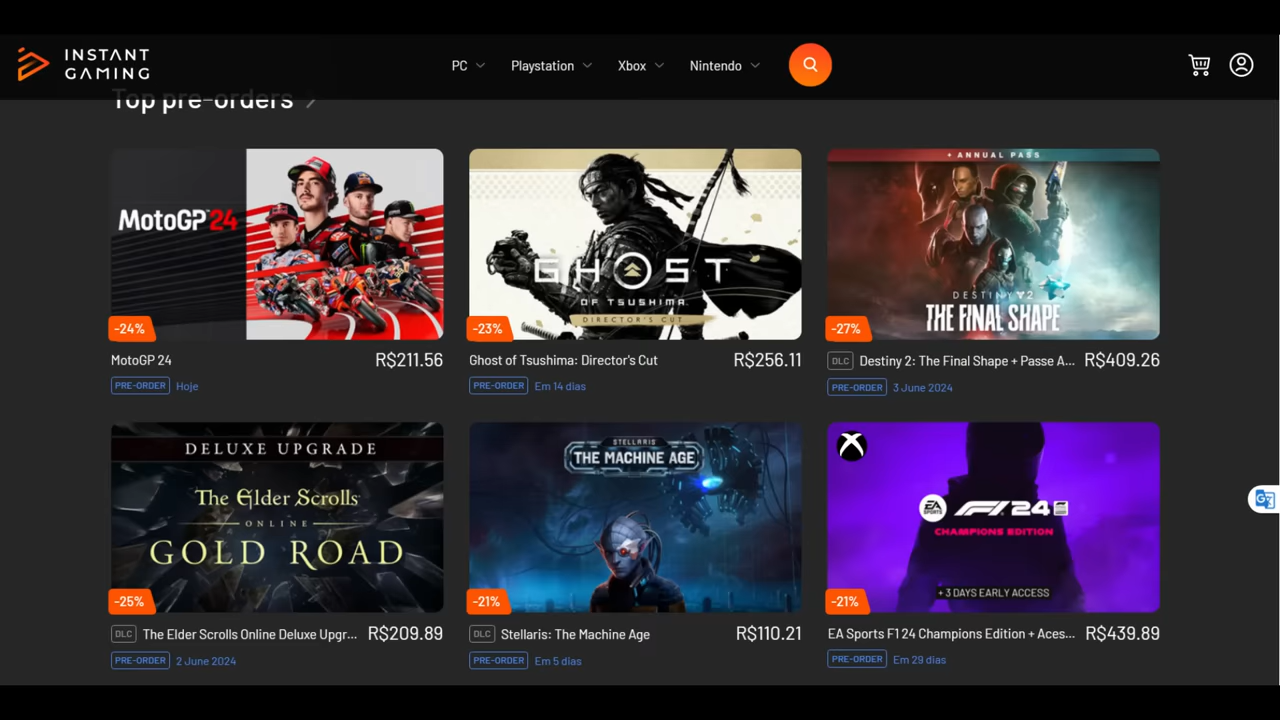 INSTANT
GAMING
PC
Playstation
Xbox
Nintendo
Top pre-orders
MotoGP 24
-24%
MotoGP 24
R$211.56
PRE-ORDER
Hoje
GHOST
OF TSUSHIMA
DIRECTOR'S CUT
-23%
Ghost of Tsushima: Director's Cut
R$256.11
PRE-ORDER
Em 14 dias
+ ANNUAL PASS
DESTINY 2
THE FINAL SHAPE
-27%
DLC
Destiny 2: The Final Shape + Passe A...
R$409.26
PRE-ORDER
3 June 2024
DELUXE UPGRADE
The Elder Scrolls
ONLINE
GOLD ROAD
-25%
DLC
The Elder Scrolls Online Deluxe Upgr...
R$209.89
PRE-ORDER
2 June 2024
STELLARIS
THE MACHINE AGE
-21%
DLC
Stellaris: The Machine Age
R$110.21
PRE-ORDER
Em 5 dias
EA
SPORTS
F1 24
CHAMPIONS EDITION
+ 3 DAYS EARLY ACCESS
-21%
EA Sports F1 24 Champions Edition + Aces...
R$439.89
PRE-ORDER
Em 29 dias